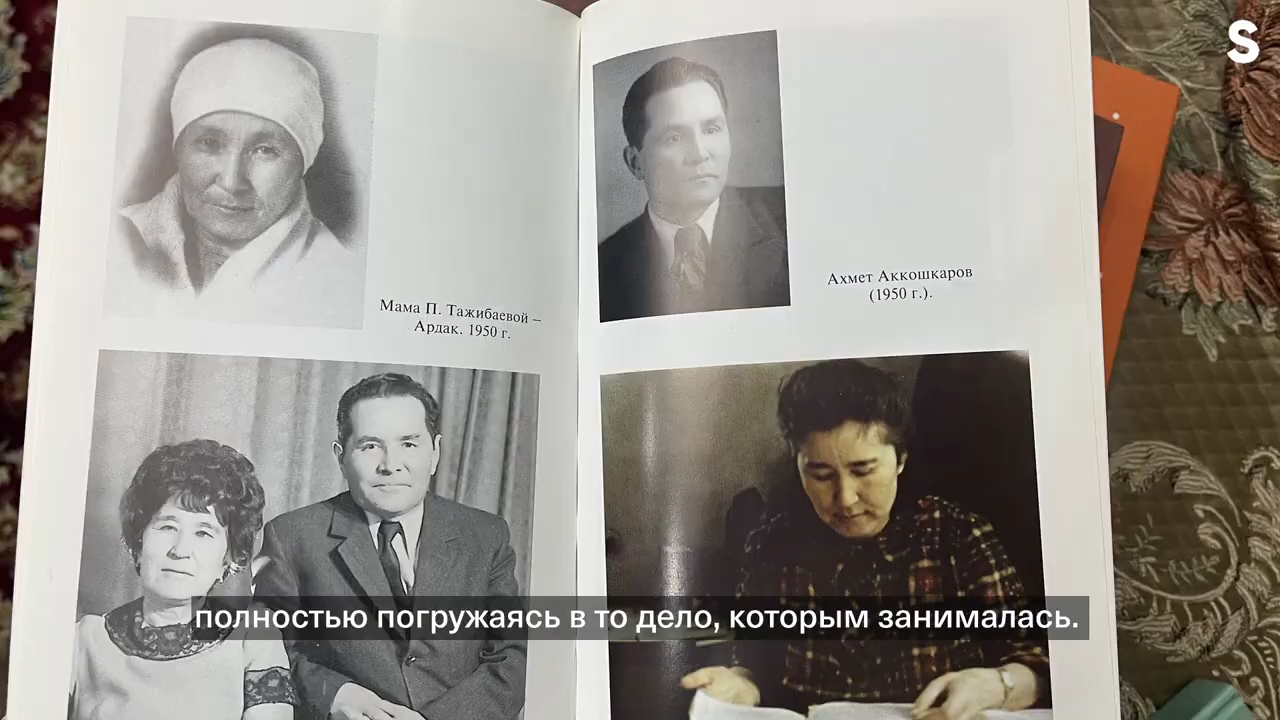 S
Мама П. Тажибаевой –
Ардак. 1950 г.
Ахмет Аккошкаров
(1950 г.).
полностью погружаясь в то дело, которым занималась.